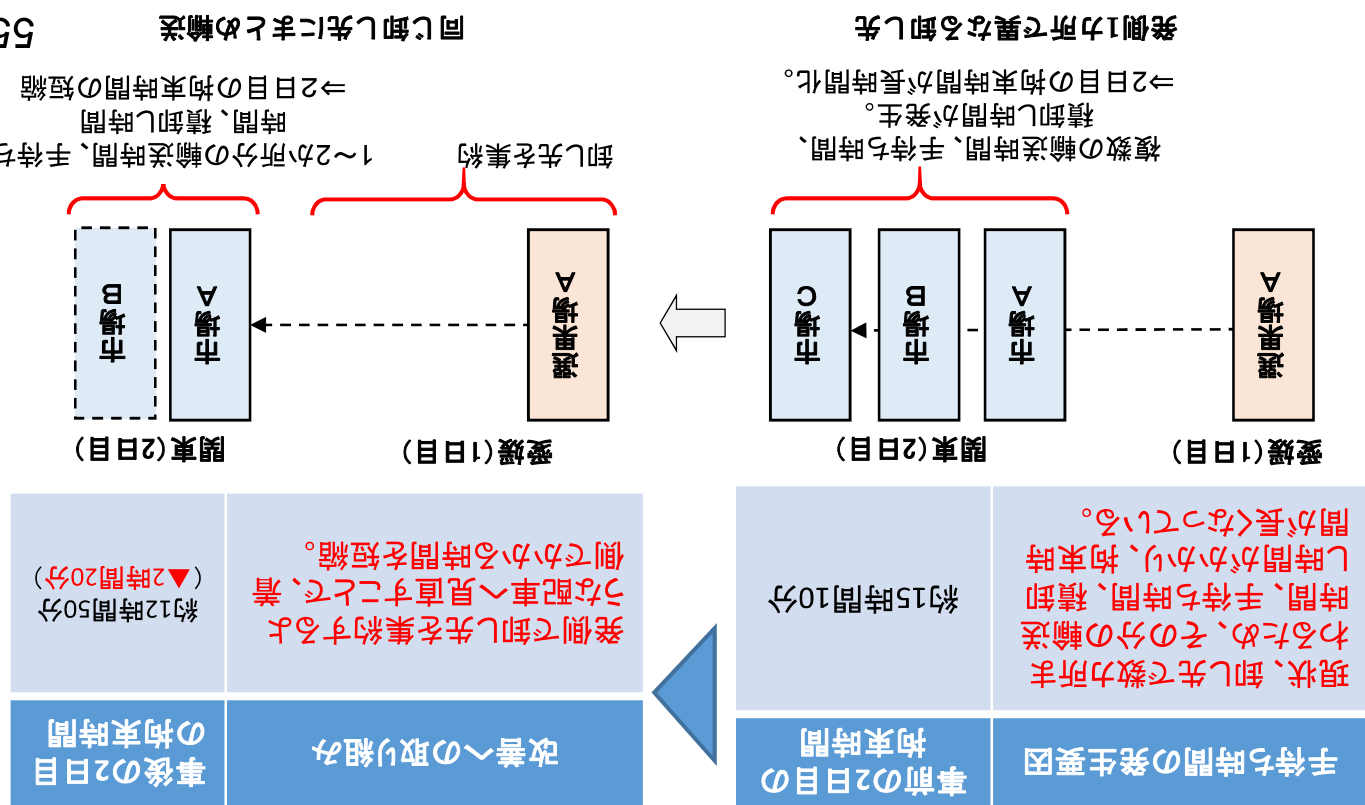 手待ち時間の発生要因
事前の2日目の
拘束時間
現状、卸し先で数カ所ま
わるため、その分の輸送
時間、手待ち時間、積卸
し時間がかかり、拘束時
間が長くなっている。
約15時間10分
改善への取り組み
事後の2日目
の拘束時間
発側で卸し先を集約するよ
うな配車へ見直すことで、着
側でかかる時間を短縮。
約12時間50分
（▲2時間20分）
愛媛（1日目）
関東（2日目）
選果場A
市場A
市場B
市場C
複数の輸送時間、手待ち時間、
積卸し時間が発生。
⇒2日目の拘束時間が長時間化。
発側1カ所で異なる卸し先
愛媛（1日目）
関東（2日目）
選果場A
市場A
市場B
卸し先を集約
1～2か所分の輸送時間、手待ち
時間、積卸し時間
⇒2日目の拘束時間の短縮
同じ卸し先にまとめ輸送
55